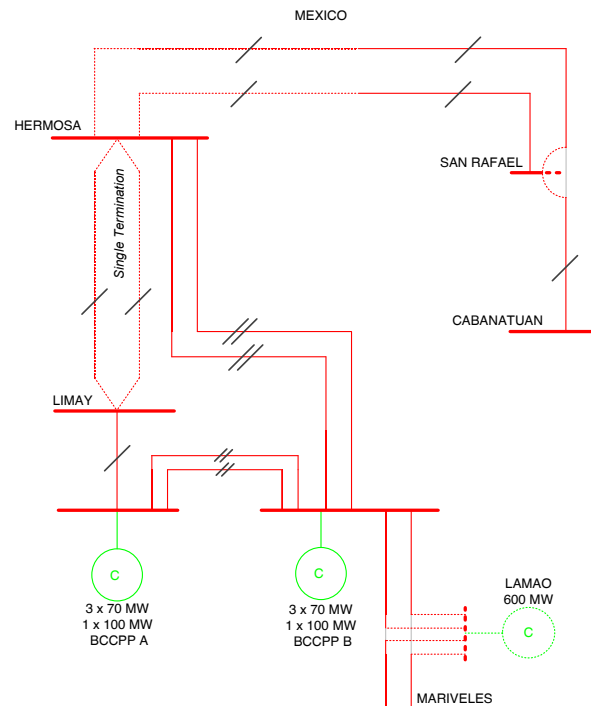 MEXICO
HERMOSA
SAN RAFAEL
Single Termination
CABANATUAN
LIMAY
C
3 x 70 MW
1 x 100 MW
BCCPP A
C
3 x 70 MW
1 x 100 MW
BCCPP B
LAMAO
600 MW
C
MARIVELES